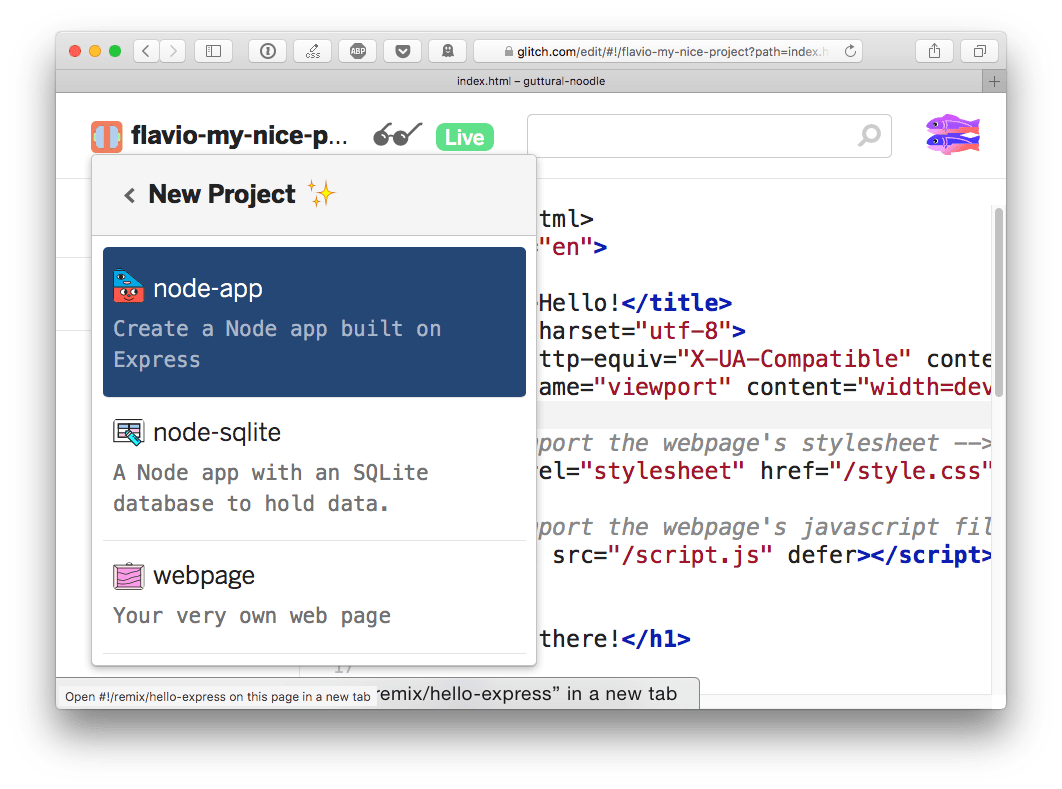 css
ABP
glitch.com/edit/#!/flavio-my-nice-project?path=index.h
index.html – guttural-noodle
flavio-my-nice-p...
Live
New Project
node-app
Create a Node app built on
Express
node-sqlite
A Node app with an SQLite
database to hold data.
webpage
Your very own web page
tml>
"en">
Hello!</title>
harset="utf-8">
ttp-equiv="X-UA-Compatible" conte
ame="viewport" content="width=dev
port the webpage's stylesheet -->
el="stylesheet" href="/style.css"
port the webpage's javascript fil
src="/script.js" defer></script>
there!</h1>
17
Open #!/remix/hello-express on this page in a new tab
remix/hello-express” in a new tab